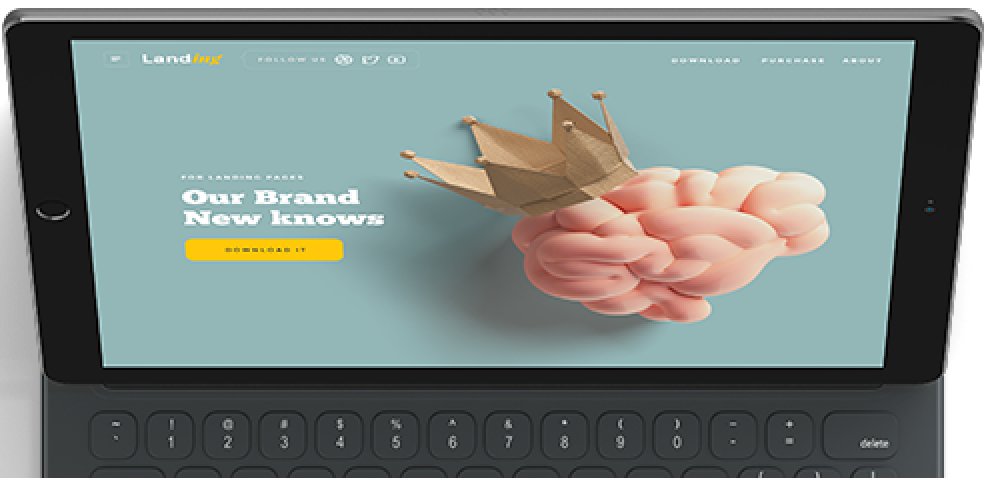 Landing
FOLLOW US
DOWNLOAD PURCHASE ABOUT
FOR LANDING PAGES
Our Brand
New knows
DOWNLOAD IT
~ ! @ # $ % ^ & * ( ) _ +
` 1 2 3 4 5 6 7 8 9 0 - = delete
{ } |